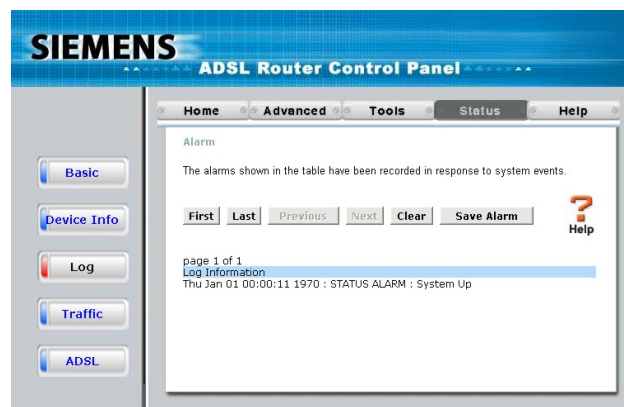 SIEMENS
ADSL Router Control Panel
Home Advanced Tools Status Help
Alarm
The alarms shown in the table have been recorded in response to system events.
First Last Previous Next Clear Save Alarm
Help
page 1 of 1
Log Information
Thu Jan 01 00:00:11 1970 : STATUS ALARM : System Up
Basic
Device Info
Log
Traffic
ADSL